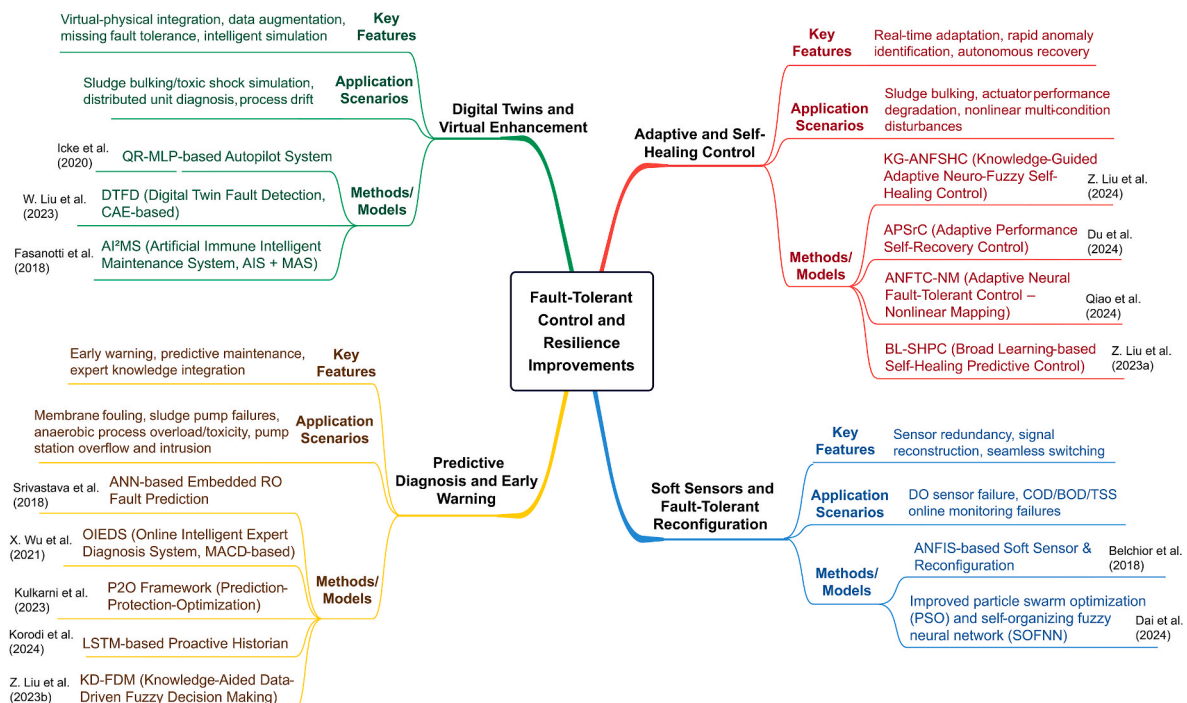 Fault-Tolerant
Control and
Resilience
Improvements
Digital Twins and
Virtual Enhancement
Key
Features
Virtual-physical integration, data augmentation,
missing fault tolerance, intelligent simulation
Application
Scenarios
Sludge bulking/toxic shock simulation,
distributed unit diagnosis, process drift
Methods/
Models
Icke et al.
(2020)
QR-MLP-based Autopilot System
W. Liu et al.
(2023)
DTFD (Digital Twin Fault Detection,
CAE-based)
Fasanotti et al.
(2018)
AI²MS (Artificial Immune Intelligent
Maintenance System, AIS + MAS)
Adaptive and Self-
Healing Control
Key
Features
Real-time adaptation, rapid anomaly
identification, autonomous recovery
Application
Scenarios
Sludge bulking, actuator performance
degradation, nonlinear multi-condition
disturbances
Methods/
Models
KG-ANFSHC (Knowledge-Guided
Adaptive Neuro-Fuzzy Self-
Healing Control)
Z. Liu et al.
(2024)
APSrC (Adaptive Performance
Self-Recovery Control)
Du et al.
(2024)
ANFTC-NM (Adaptive Neural
Fault-Tolerant Control –
Nonlinear Mapping)
Qiao et al.
(2024)
BL-SHPC (Broad Learning-based
Self-Healing Predictive Control)
Z. Liu et al.
(2023a)
Predictive
Diagnosis and Early
Warning
Key
Features
Early warning, predictive maintenance,
expert knowledge integration
Application
Scenarios
Membrane fouling, sludge pump failures,
anaerobic process overload/toxicity, pump
station overflow and intrusion
Methods/
Models
Srivastava et al.
(2018)
ANN-based Embedded RO
Fault Prediction
X. Wu et al.
(2021)
OIEDS (Online Intelligent Expert
Diagnosis System, MACD-based)
Kulkarni et al.
(2023)
P2O Framework (Prediction-
Protection-Optimization)
Korodi et al.
(2024)
LSTM-based Proactive Historian
Z. Liu et al.
(2023b)
KD-FDM (Knowledge-Aided Data-
Driven Fuzzy Decision Making)
Soft Sensors and
Fault-Tolerant
Reconfiguration
Key
Features
Sensor redundancy, signal
reconstruction, seamless switching
Application
Scenarios
DO sensor failure, COD/BOD/TSS
online monitoring failures
Methods/
Models
ANFIS-based Soft Sensor &
Reconfiguration
Belchior et al.
(2018)
Improved particle swarm optimization
(PSO) and self-organizing fuzzy
neural network (SOFNN)
Dai et al.
(2024)